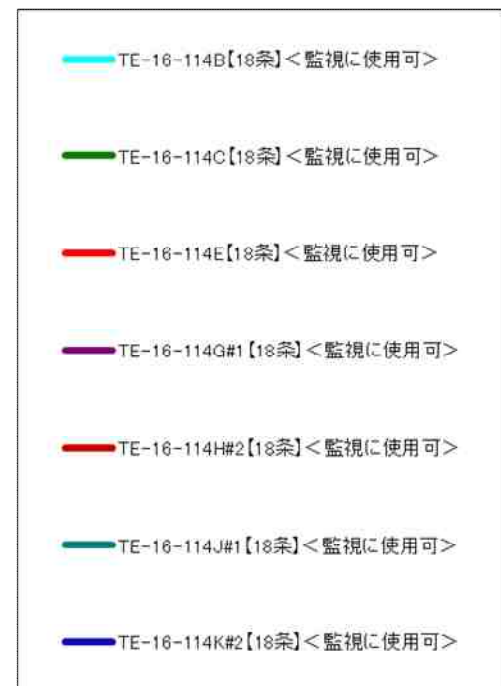 TE-16-114B【18条】＜監視に使用可＞
TE-16-114C【18条】＜監視に使用可＞
TE-16-114E【18条】＜監視に使用可＞
TE-16-114G#1【18条】＜監視に使用可＞
TE-16-114H#2【18条】＜監視に使用可＞
TE-16-114J#1【18条】＜監視に使用可＞
TE-16-114K#2【18条】＜監視に使用可＞